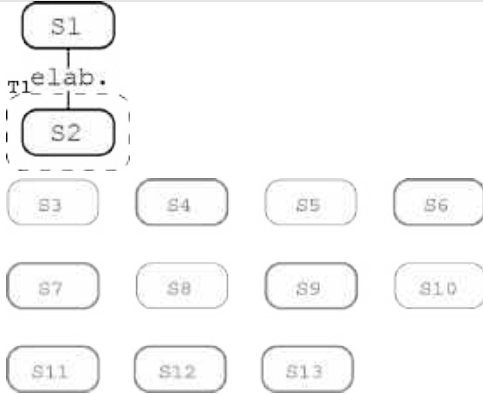 S1
elab.
T1
S2
S3 S4 S5 S6
S7 S8 S9 S10
S11 S12 S13